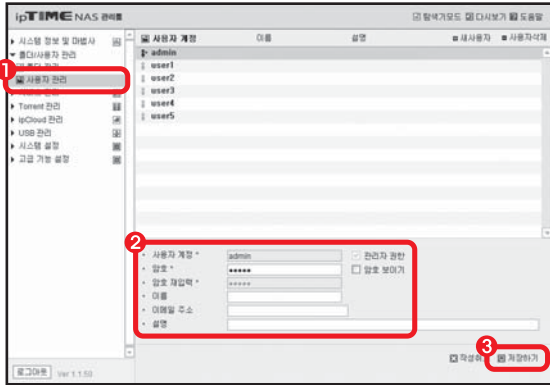 ipTIME NAS 관리툴
탐색기모드 다시보기 도움말
시스템 정보 및 마법사
폴더/사용자 관리
1
사용자 관리
Torrent 관리
ipCloud 관리
USB 관리
시스템 설정
고급 기능 설정
사용자 계정 이름 설명 새사용자 사용자삭제
admin
user1
user2
user3
user4
user5
2
사용자 계정 * admin 관리자 권한
암호 * ●●●●● 암호 보이기
암호 재입력 * ●●●●●
이름
이메일 주소
설명
3
작성취 저장하기
로그아웃 Ver 1.1.50